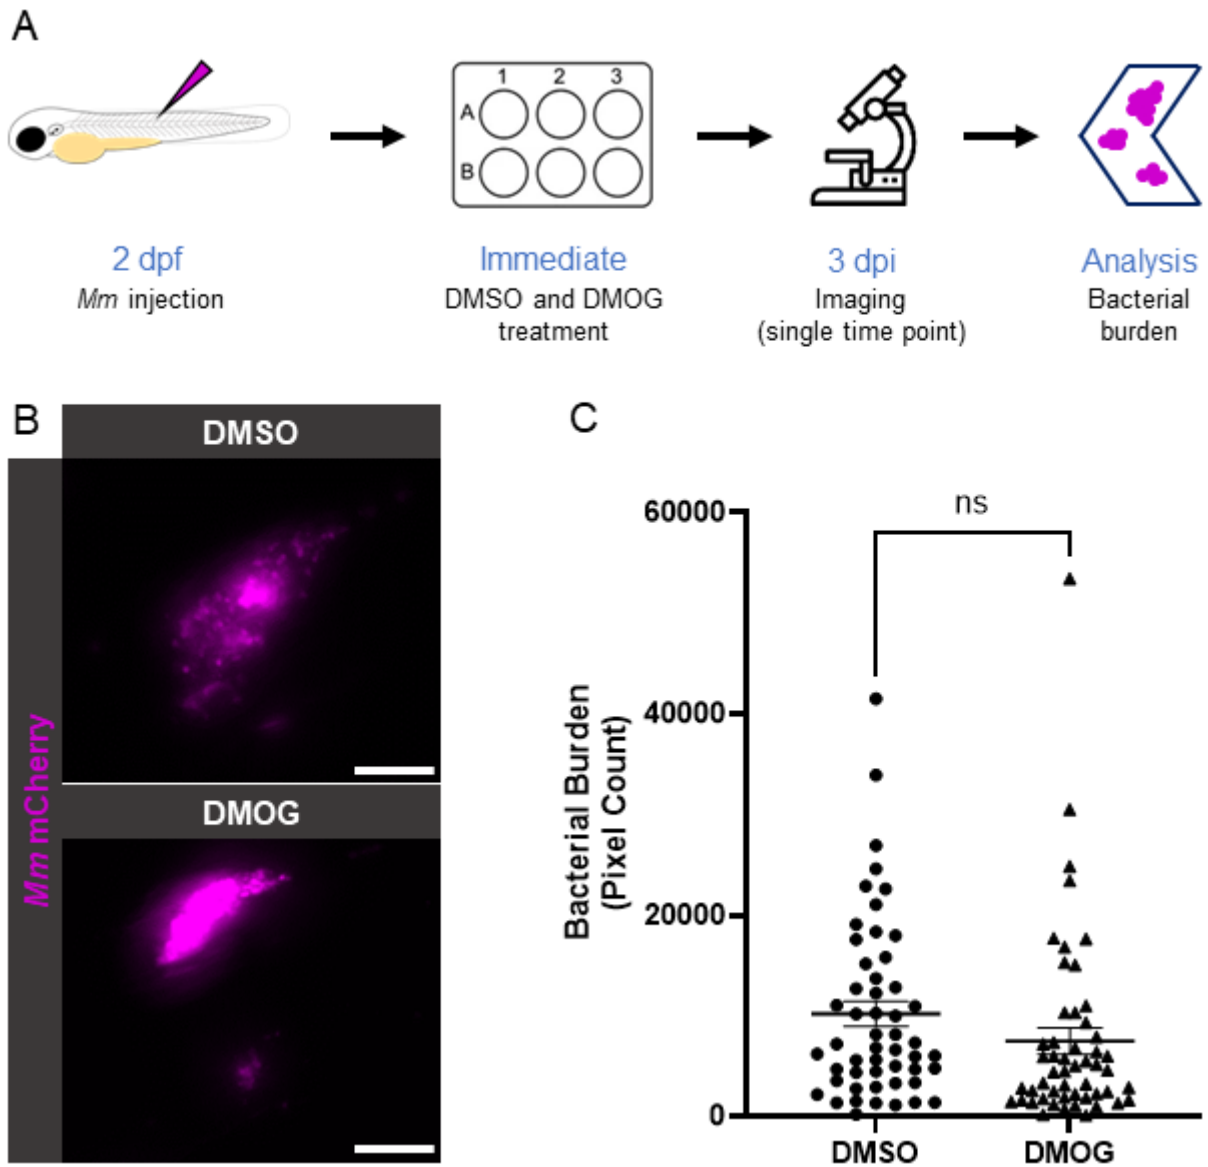 A
1 2 3
A
B
2 dpf
Mm injection
Immediate
DMSO and DMOG
treatment
3 dpi
Imaging
(single time point)
Analysis
Bacterial
burden
B
DMSO
DMOG
Mm mCherry
C
ns
Bacterial Burden
(Pixel Count)
60000
40000
20000
0
DMSO
DMOG